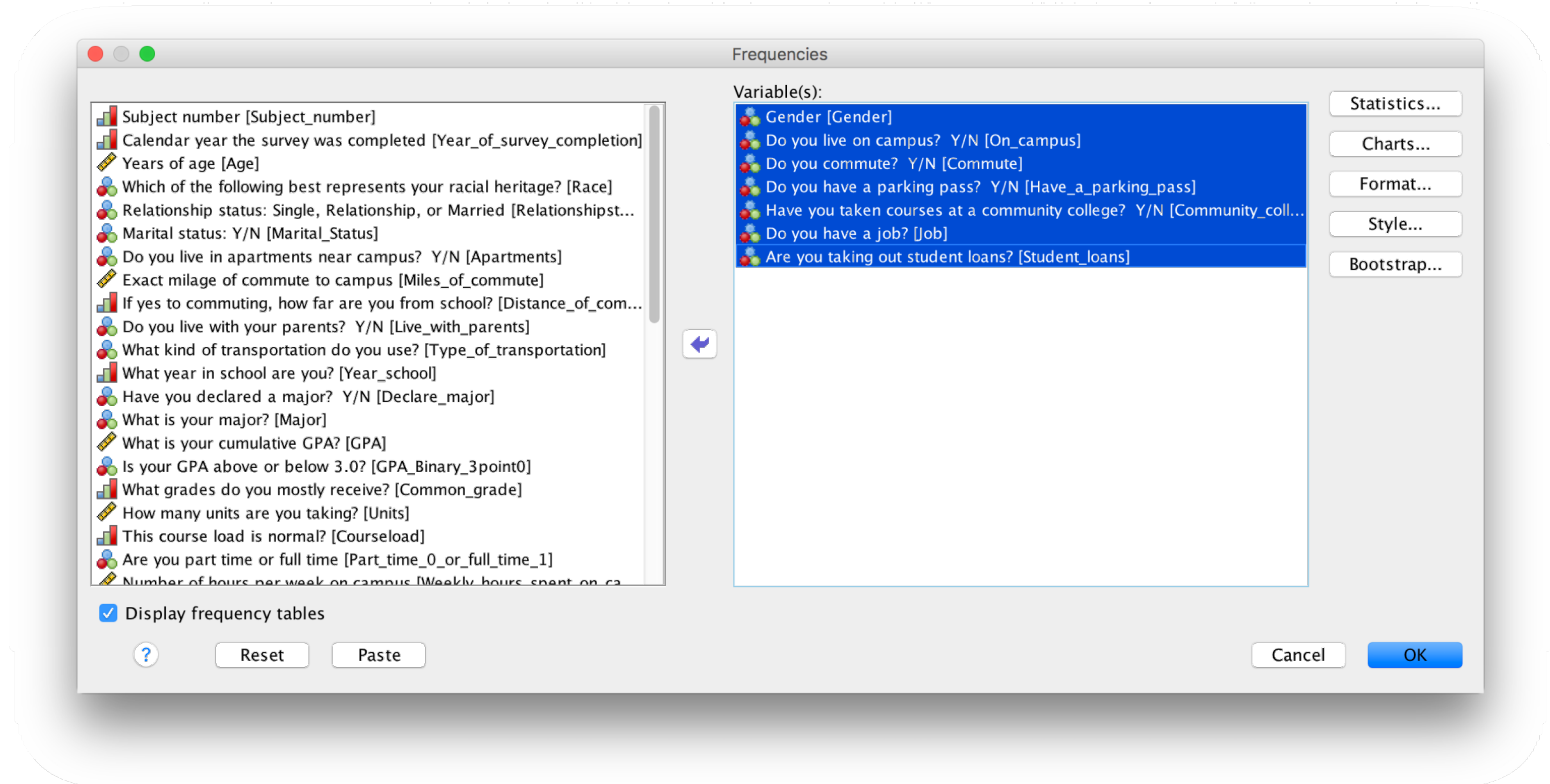 Frequencies
Subject number [Subject_number]
Calendar year the survey was completed [Year_of_survey_completion]
Years of age [Age]
Which of the following best represents your racial heritage? [Race]
Relationship status: Single, Relationship, or Married [Relationshipst...
Marital status: Y/N [Marital_Status]
Do you live in apartments near campus?  Y/N [Apartments]
Exact milage of commute to campus [Miles_of_commute]
If yes to commuting, how far are you from school? [Distance_of_com...
Do you live with your parents?  Y/N [Live_with_parents]
What kind of transportation do you use? [Type_of_transportation]
What year in school are you? [Year_school]
Have you declared a major?  Y/N [Declare_major]
What is your major? [Major]
What is your cumulative GPA? [GPA]
Is your GPA above or below 3.0? [GPA_Binary_3point0]
What grades do you mostly receive? [Common_grade]
How many units are you taking? [Units]
This course load is normal? [Courseload]
Are you part time or full time [Part_time_0_or_full_time_1]
Number of hours per week on campus [Weekly_hours_spent_on_ca...
Variable(s):
Gender [Gender]
Do you live on campus?  Y/N [On_campus]
Do you commute?  Y/N [Commute]
Do you have a parking pass?  Y/N [Have_a_parking_pass]
Have you taken courses at a community college?  Y/N [Community_coll...
Do you have a job? [Job]
Are you taking out student loans? [Student_loans]
Statistics...
Charts...
Format...
Style...
Bootstrap...
Display frequency tables
?
Reset
Paste
Cancel
OK